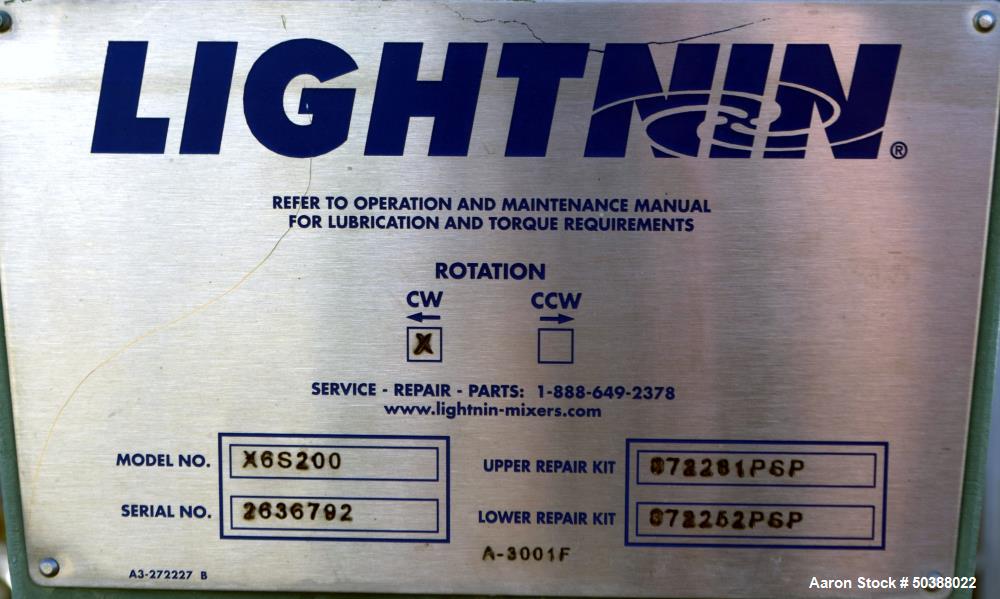 LIGHTNIN®
REFER TO OPERATION AND MAINTENANCE MANUAL
FOR LUBRICATION AND TORQUE REQUIREMENTS
ROTATION
CW CCW
X
SERVICE - REPAIR - PARTS: 1-888-649-2378
www.lightnin-mixers.com
MODEL NO. X6S200 UPPER REPAIR KIT
SERIAL NO. 2636792 LOWER REPAIR KIT
A-3001F
A3-272227 B
Aaron Stock # 50388022